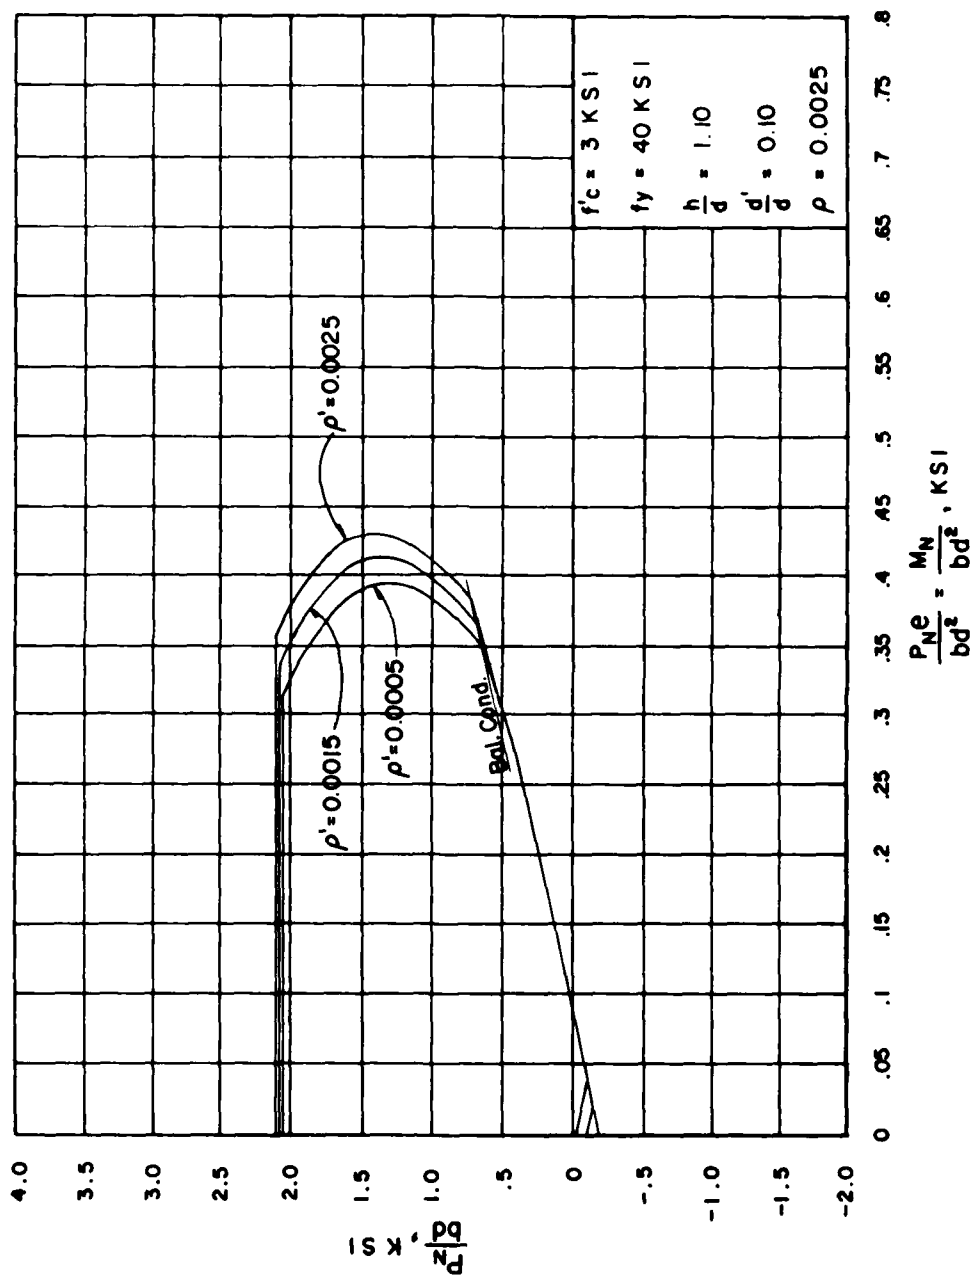 4.0
3.5
3.0
2.5
2.0
1.5
1.0
.5
0
-.5
-1.0
-1.5
-2.0
P_N/bd, KSI
ρ'=0.0025
ρ'=0.0015
ρ'=0.0005
Bal. Cond.
f'c = 3 KSI
fy = 40 KSI
h/d = 1.10
d'/d = 0.10
ρ = 0.0025
0 .05 .1 .15 .2 .25 .3 .35 .4 .45 .5 .55 .6 .65 .7 .75 .8
P_N e/bd² = M_N/bd², KSI